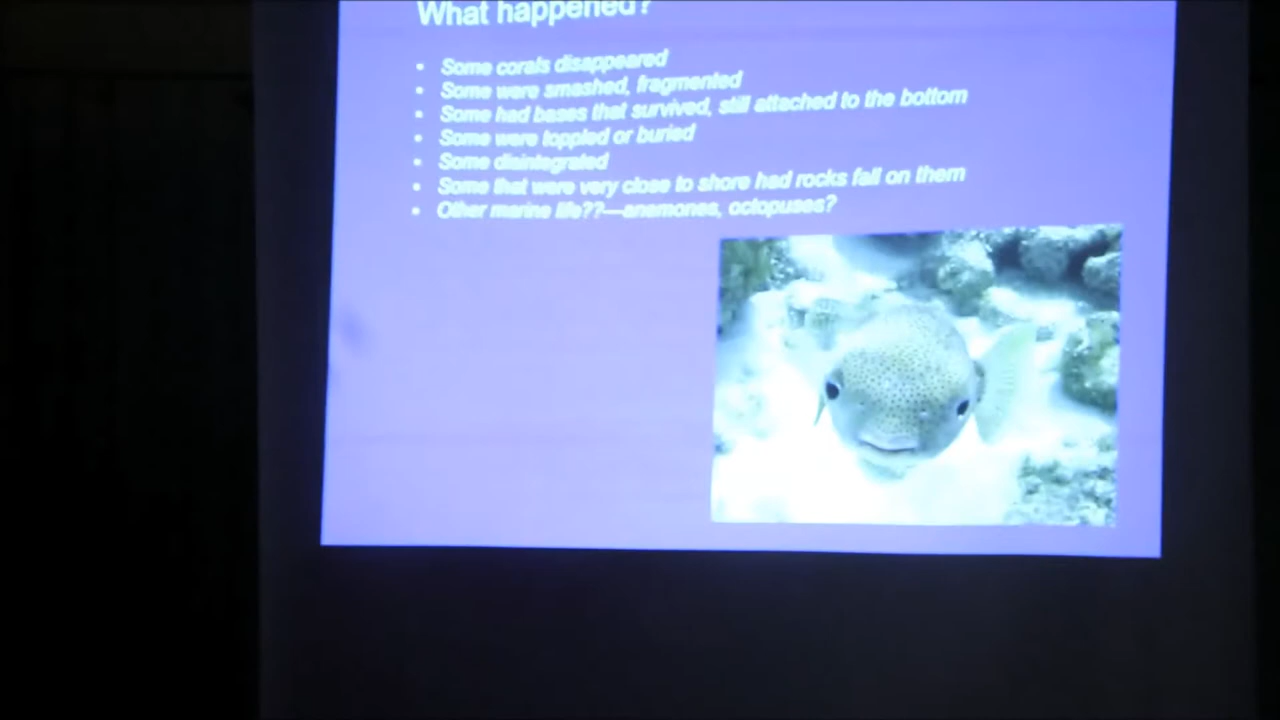 What happened?
• Some corals disappeared
• Some were smashed, fragmented
• Some had bases that survived, still attached to the bottom
• Some were toppled or buried
• Some disintegrated
• Some that were very close to shore had rocks fall on them
• Other marine life??—anemones, octopuses?